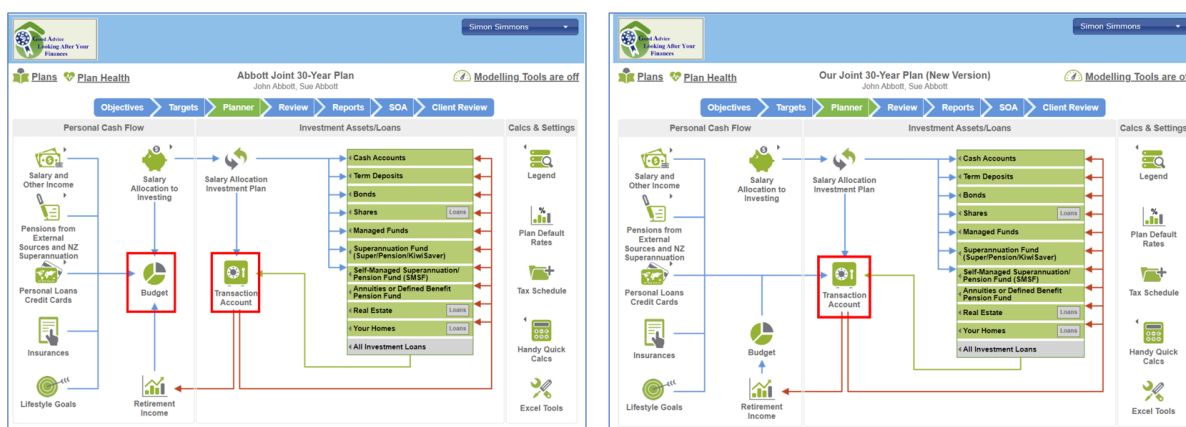 Good Advice
Looking After Your
Finances
Simon Simmons
Plans
Plan Health
Abbott Joint 30-Year Plan
John Abbott, Sue Abbott
Modelling Tools are off
Objectives
Targets
Planner
Review
Reports
SOA
Client Review
Personal Cash Flow
Investment Assets/Loans
Calcs & Settings
Salary and
Other Income
Salary
Allocation to
Investing
Salary Allocation
Investment Plan
Pensions from
External
Sources and NZ
Superannuation
Personal Loans
Credit Cards
Budget
Transaction
Account
Insurances
Lifestyle Goals
Retirement
Income
Cash Accounts
Term Deposits
Bonds
Shares
Loans
Managed Funds
Superannuation Fund
(Super/Pension/KiwiSaver)
Self-Managed Superannuation/
Pension Fund (SMSF)
Annuities or Defined Benefit
Pension Fund
Real Estate
Loans
Your Homes
Loans
All Investment Loans
Legend
%
Plan Default
Rates
Tax Schedule
Handy Quick
Calcs
Excel Tools
Good Advice
Looking After Your
Finances
Simon Simmons
Plans
Plan Health
Our Joint 30-Year Plan (New Version)
John Abbott, Sue Abbott
Modelling Tools are of
Objectives
Targets
Planner
Review
Reports
SOA
Client Review
Personal Cash Flow
Investment Assets/Loans
Calcs & Settings
Salary and
Other Income
Salary
Allocation to
Investing
Salary Allocation
Investment Plan
Pensions from
External
Sources and NZ
Superannuation
Personal Loans
Credit Cards
Transaction
Account
Budget
Insurances
Lifestyle Goals
Retirement
Income
Cash Accounts
Term Deposits
Bonds
Shares
Loans
Managed Funds
Superannuation Fund
(Super/Pension/KiwiSaver)
Self-Managed Superannuation/
Pension Fund (SMSF)
Annuities or Defined Benefit
Pension Fund
Real Estate
Loans
Your Homes
Loans
All Investment Loans
Legend
%
Plan Default
Rates
Tax Schedule
Handy Quick
Calcs
Excel Tools